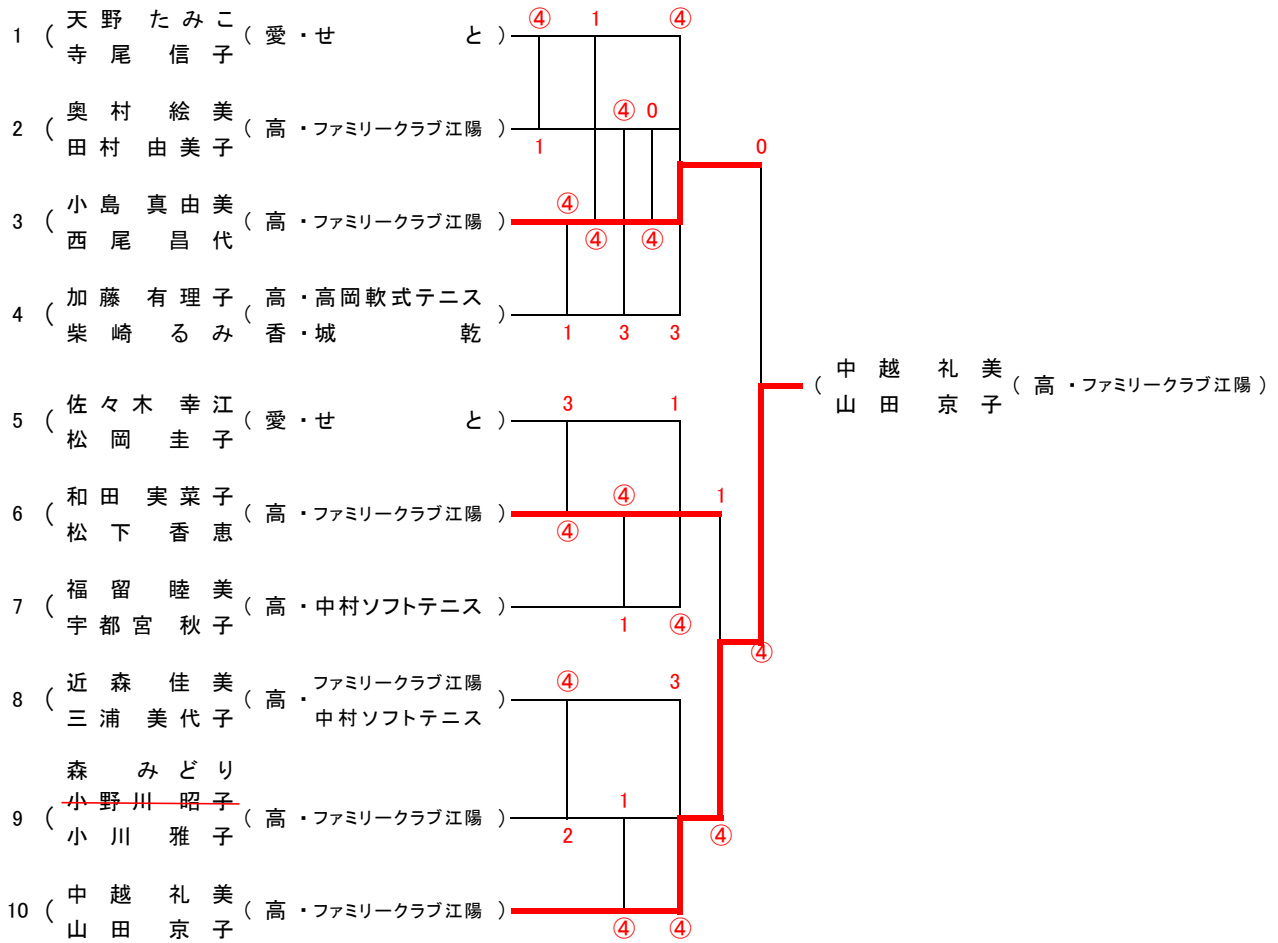 ④ 1 ④
1 ( 天野 たみこ ( 愛・せと )
寺尾 信子
④ 0
2 ( 奥村 絵美 ( 高・ファミリークラブ江陽 )
田村 由美子
1 0
3 ( 小島 真由美 ( 高・ファミリークラブ江陽 )
西尾 昌代
④
④ ④
4 ( 加藤 有理子 ( 高・高岡軟式テニス )
柴崎 るみ 香・城乾
1 3 3
( 中越 礼美 ( 高・ファミリークラブ江陽 )
山田 京子
3 1
5 ( 佐々木 幸江 ( 愛・せと )
松岡 圭子
④ 1
6 ( 和田 実菜子 ( 高・ファミリークラブ江陽 )
松下 香恵
④
7 ( 福留 睦美 ( 高・中村ソフトテニス )
宇都宮 秋子
1 ④
④
④ 3
8 ( 近森 佳美 ( 高・ファミリークラブ江陽 )
三浦 美代子 中村ソフトテニス
森 みどり
小野川 昭子
1
9 ( 小川 雅子 ( 高・ファミリークラブ江陽 )
2 ④
10 ( 中越 礼美 ( 高・ファミリークラブ江陽 )
山田 京子
④ ④